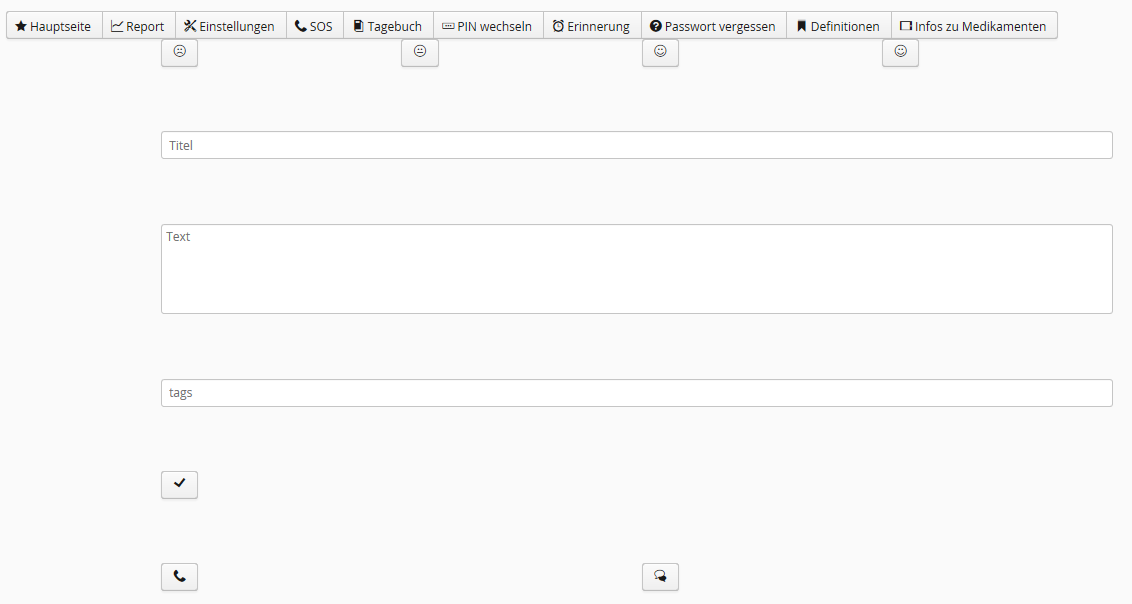 Hauptseite Report Einstellungen SOS Tagebuch PIN wechseln Erinnerung Passwort vergessen Definitionen Infos zu Medikamenten
Titel
Text
tags